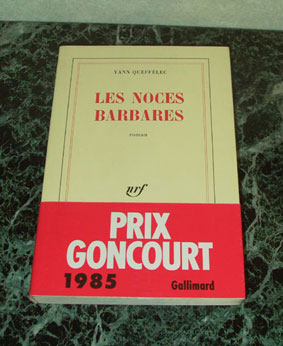 YANN QUEFFÉLEC
LES NOCES
BARBARES
roman
nrf
PRIX
GONCOURT
1985 Gallimard